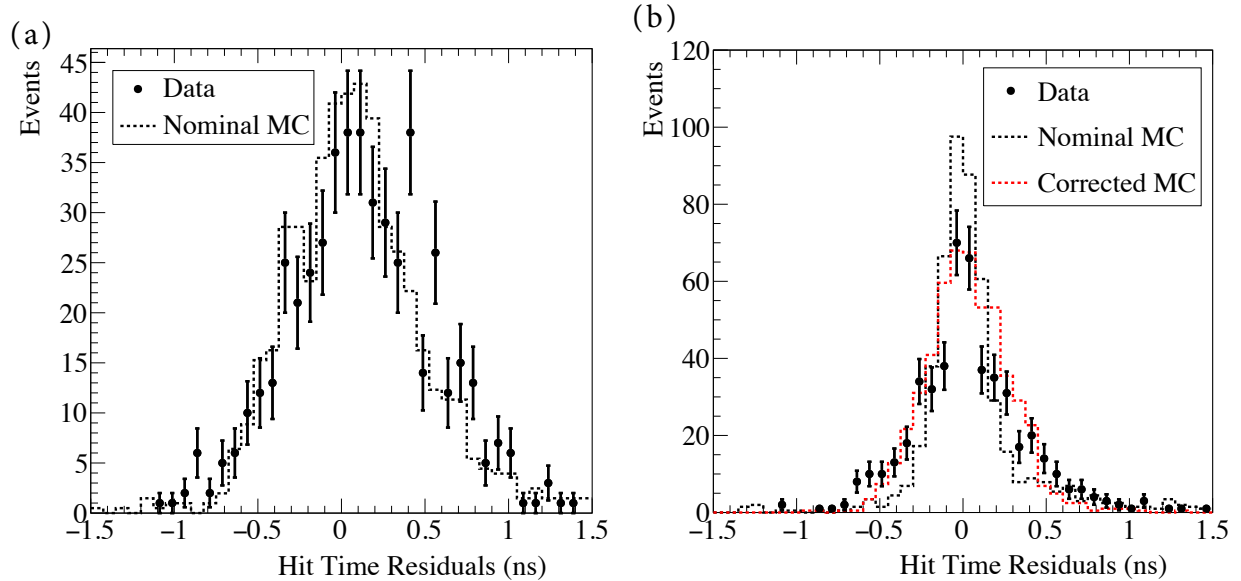 (a)
Events
45
40
35
30
25
20
15
10
5
0
Data
Nominal MC
−1.5 −1 −0.5 0 0.5 1 1.5
Hit Time Residuals (ns)
(b)
Events
120
100
80
60
40
20
0
Data
Nominal MC
Corrected MC
−1.5 −1 −0.5 0 0.5 1 1.5
Hit Time Residuals (ns)